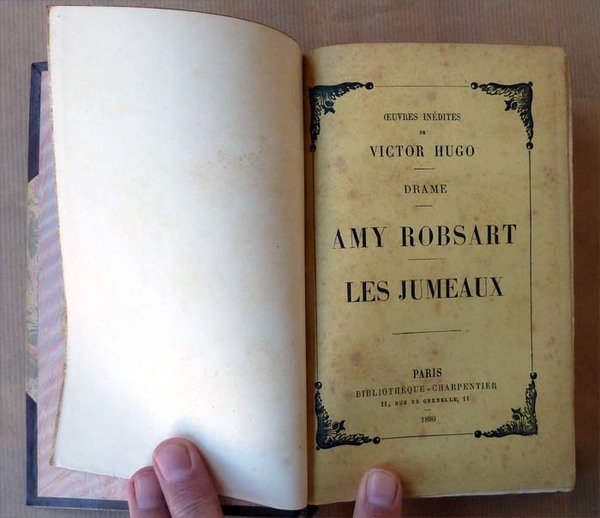 ŒUVRES INÉDITES
DE
VICTOR HUGO
DRAME
AMY ROBSART
LES JUMEAUX
PARIS
BIBLIOTHÈQUE-CHARPENTIER
11, RUE DE GRENELLE, 11
1890